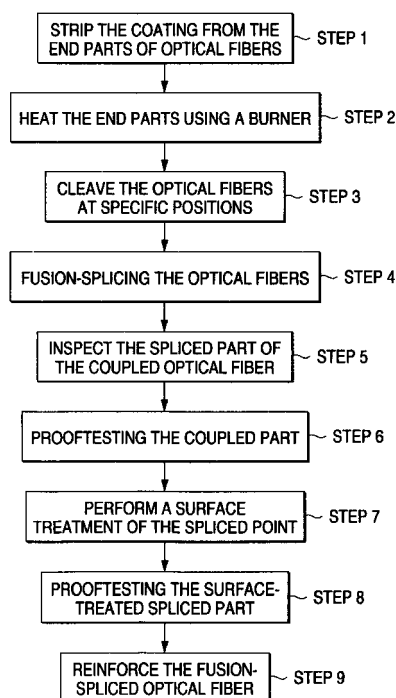 STRIP THE COATING FROM THE
END PARTS OF OPTICAL FIBERS
STEP 1
HEAT THE END PARTS USING A BURNER
STEP 2
CLEAVE THE OPTICAL FIBERS
AT SPECIFIC POSITIONS
STEP 3
FUSION-SPLICING THE OPTICAL FIBERS
STEP 4
INSPECT THE SPLICED PART OF
THE COUPLED OPTICAL FIBER
STEP 5
PROOFTESTING THE COUPLED PART
STEP 6
PERFORM A SURFACE
TREATMENT OF THE SPLICED POINT
STEP 7
PROOFTESTING THE SURFACE-
TREATED SPLICED PART
STEP 8
REINFORCE THE FUSION-
SPLICED OPTICAL FIBER
STEP 9